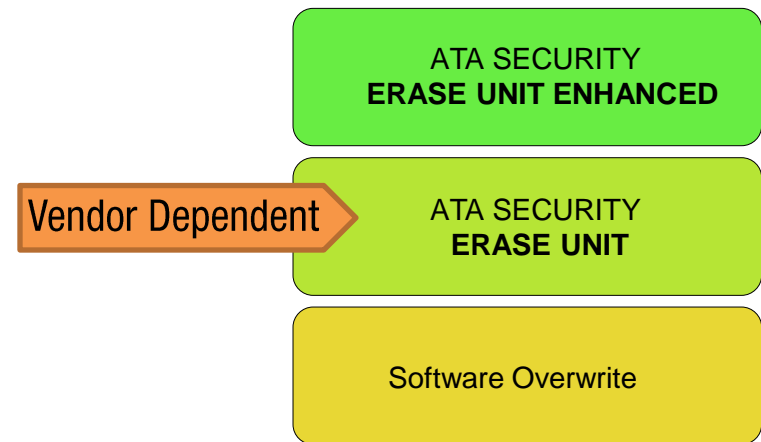 ATA SECURITY
ERASE UNIT ENHANCED
Vendor Dependent
ATA SECURITY
ERASE UNIT
Software Overwrite